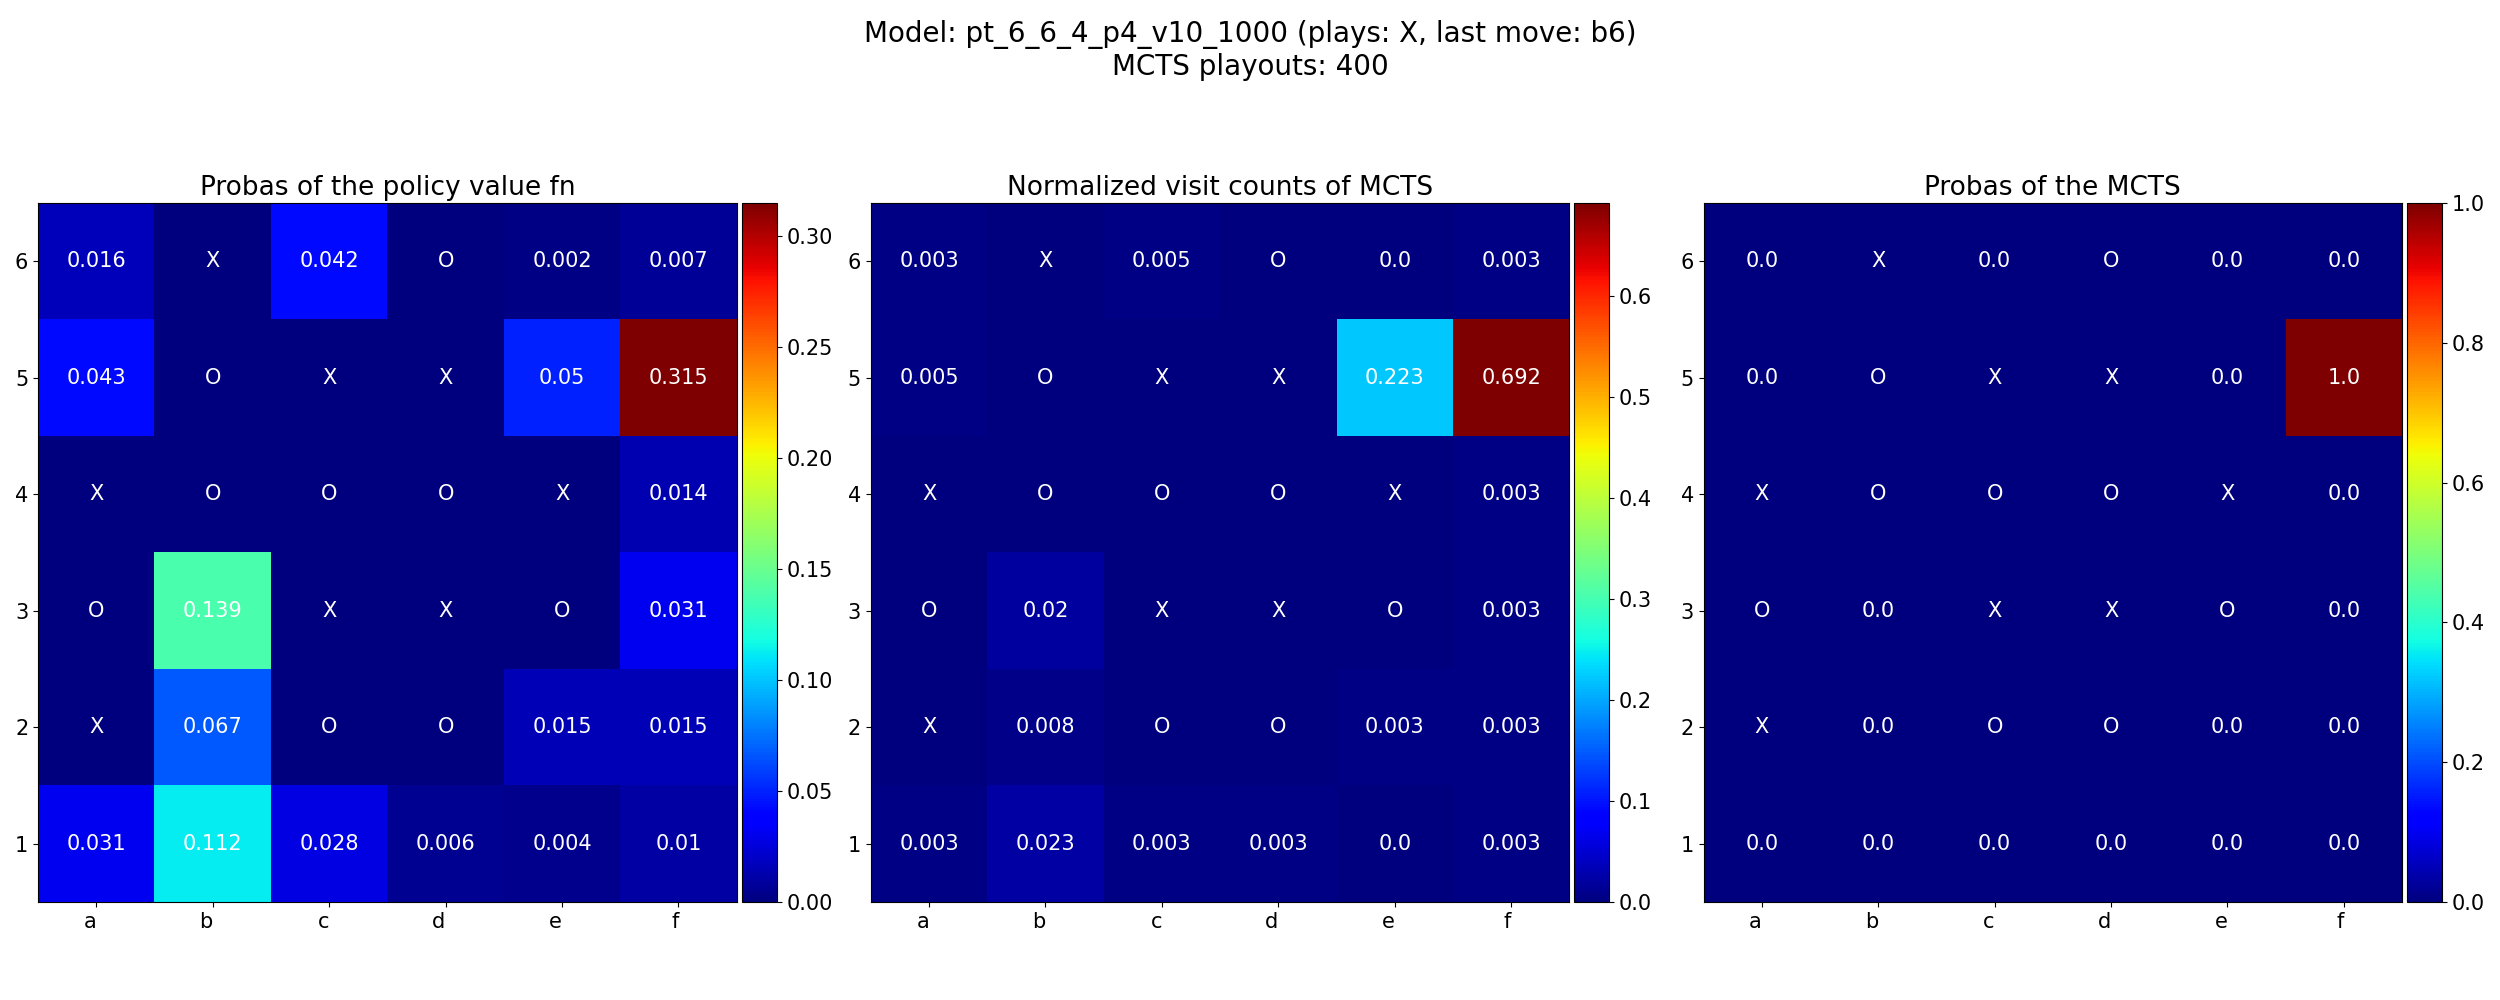 Model: pt_6_6_4_p4_v10_1000 (plays: X, last move: b6)
MCTS playouts: 400
Probas of the policy value fn
6 0.016 X 0.042 O 0.002 0.007
5 0.043 O X X 0.05 0.315
4 X O O O X 0.014
3 O 0.139 X X O 0.031
2 X 0.067 O O 0.015 0.015
1 0.031 0.112 0.028 0.006 0.004 0.01
a b c d e f
0.30
0.25
0.20
0.15
0.10
0.05
0.00
Normalized visit counts of MCTS
6 0.003 X 0.005 O 0.0 0.003
5 0.005 O X X 0.223 0.692
4 X O O O X 0.003
3 O 0.02 X X O 0.003
2 X 0.008 O O 0.003 0.003
1 0.003 0.023 0.003 0.003 0.0 0.003
a b c d e f
0.6
0.5
0.4
0.3
0.2
0.1
0.0
Probas of the MCTS
6 0.0 X 0.0 O 0.0 0.0
5 0.0 O X X 0.0 1.0
4 X O O O X 0.0
3 O 0.0 X X O 0.0
2 X 0.0 O O 0.0 0.0
1 0.0 0.0 0.0 0.0 0.0 0.0
a b c d e f
1.0
0.8
0.6
0.4
0.2
0.0